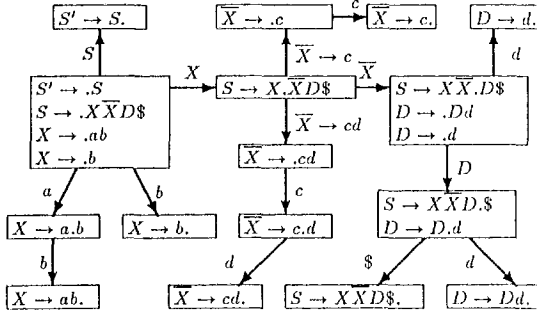 S′ → S.
X̅ → .c
c
X̅ → c.
D → d.
S
X̅ → c
d
S′ → .S
S → .XX̅D$
X → .ab
X → .b
X
S → X.X̅D$
X̅
S → XX̅.D$
D → .Dd
D → .d
X̅ → cd
X̅ → .cd
D
a
b
c
S → XX̅D.$
D → D.d
X → a.b
X → b.
X̅ → c.d
b
d
$
d
X → ab.
X̅ → cd.
S → XX̅D$.
D → Dd.